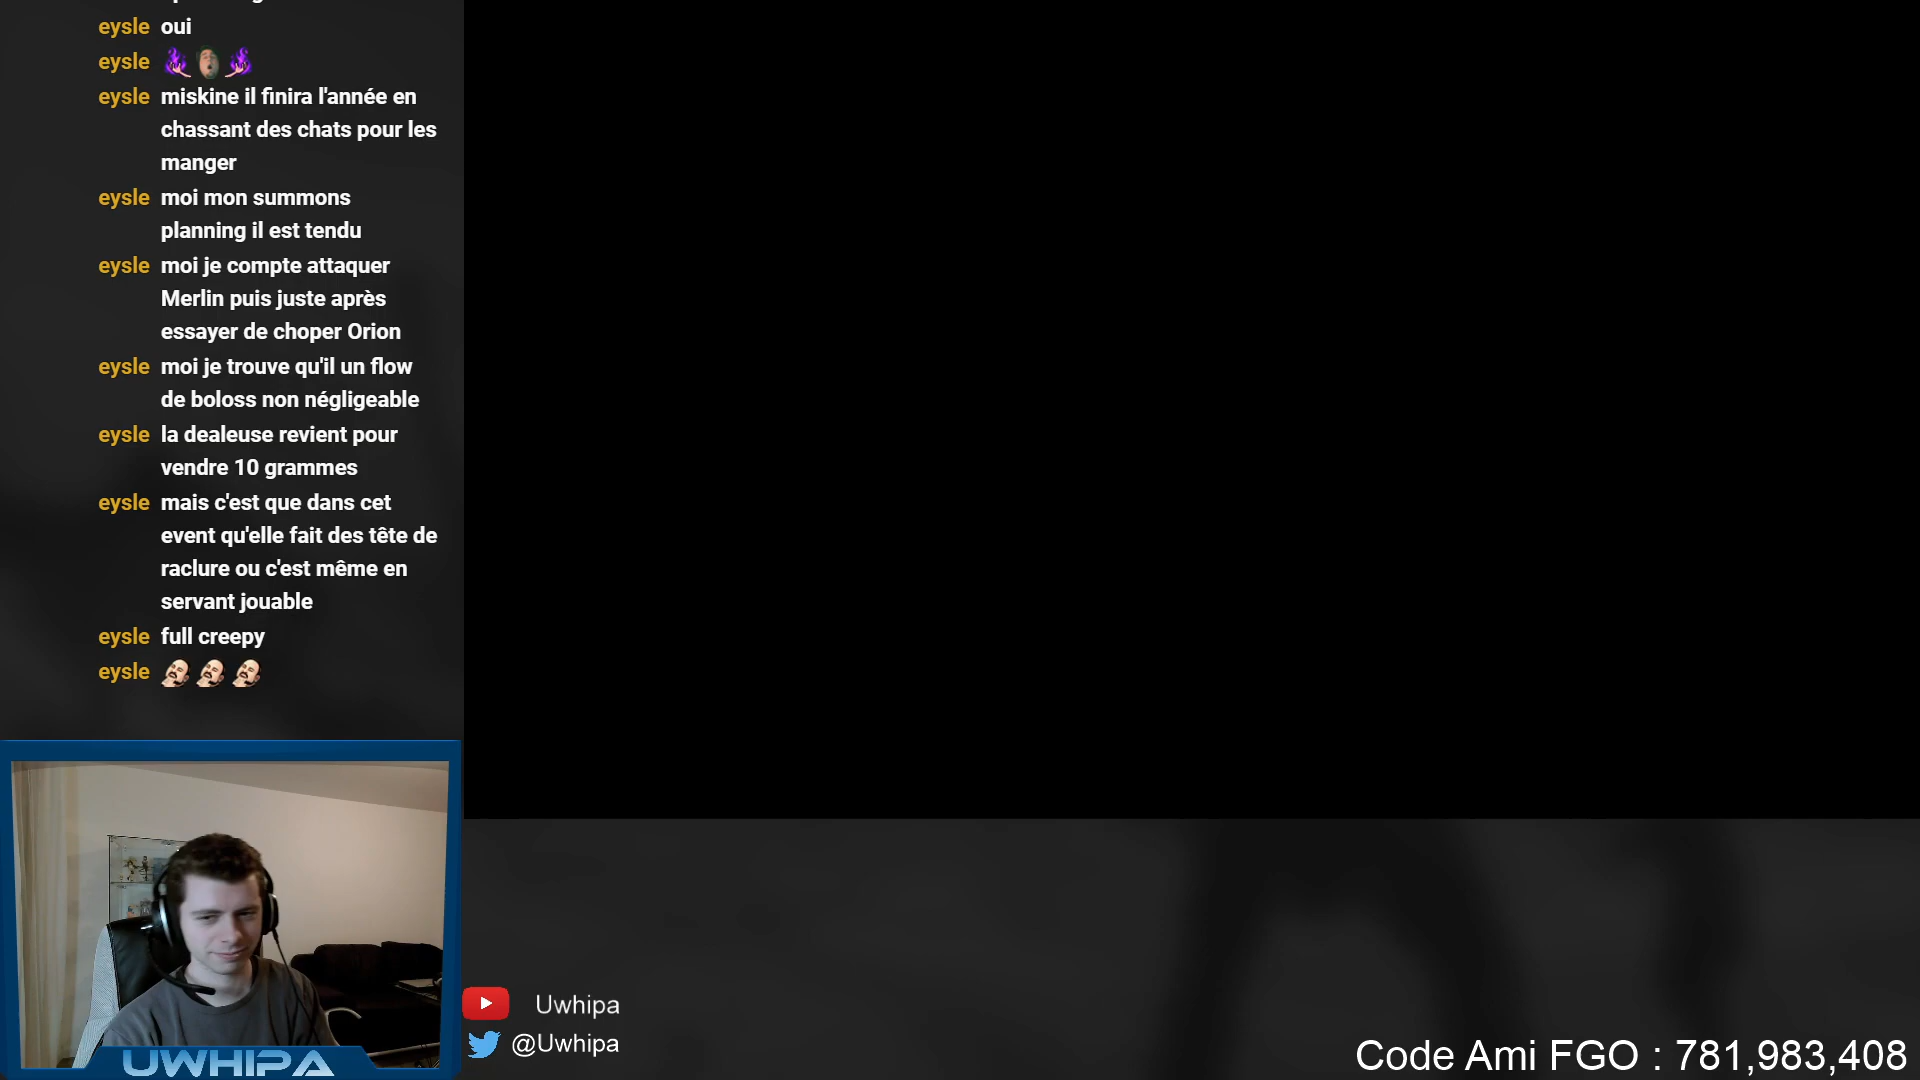 eysle oui
eysle
eysle miskine il finira l'année en
chassant des chats pour les
manger
eysle moi mon summons
planning il est tendu
eysle moi je compte attaquer
Merlin puis juste après
essayer de choper Orion
eysle moi je trouve qu'il un flow
de boloss non négligeable
eysle la dealeuse revient pour
vendre 10 grammes
eysle mais c'est que dans cet
event qu'elle fait des tête de
raclure ou c'est même en
servant jouable
eysle full creepy
eysle
UWHIPA
Uwhipa
@Uwhipa
Code Ami FGO : 781,983,408